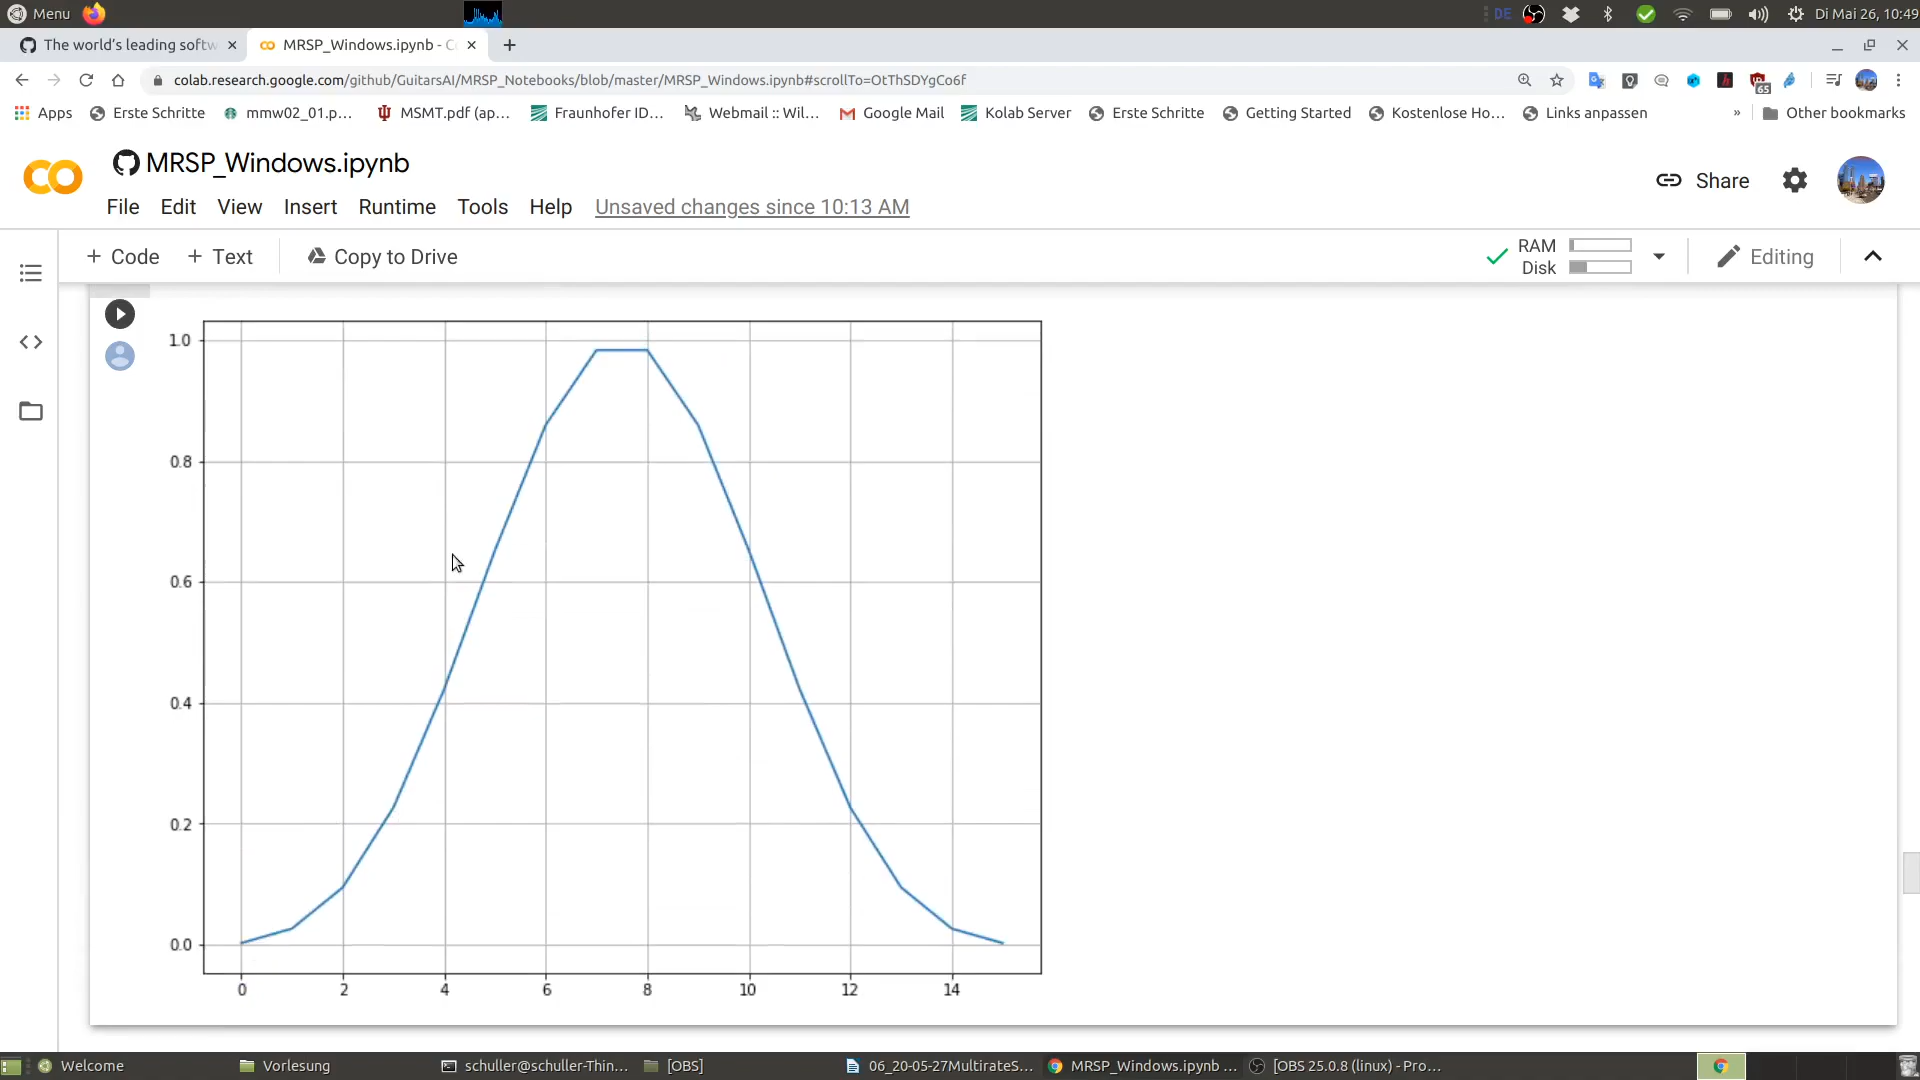 Menu
DE
Di Mai 26, 10:49
The world's leading softw
MRSP_Windows.ipynb - C
colab.research.google.com/github/GuitarsAI/MRSP_Notebooks/blob/master/MRSP_Windows.ipynb#scrollTo=OtThSDYgCo6f
65
Apps
Erste Schritte
mmw02_01.p...
MSMT.pdf (ap...
Fraunhofer ID...
Webmail :: Wil...
Google Mail
Kolab Server
Erste Schritte
Getting Started
Kostenlose Ho...
Links anpassen
»
Other bookmarks
MRSP_Windows.ipynb
Share
File Edit View Insert Runtime Tools Help Unsaved changes since 10:13 AM
+ Code + Text Copy to Drive
RAM
Disk
Editing
1.0
0.8
0.6
0.4
0.2
0.0
0 2 4 6 8 10 12 14
Welcome
Vorlesung
schuller@schuller-Thin...
[OBS]
06_20-05-27MultirateS...
MRSP_Windows.ipynb ...
[OBS 25.0.8 (linux) - Pro...